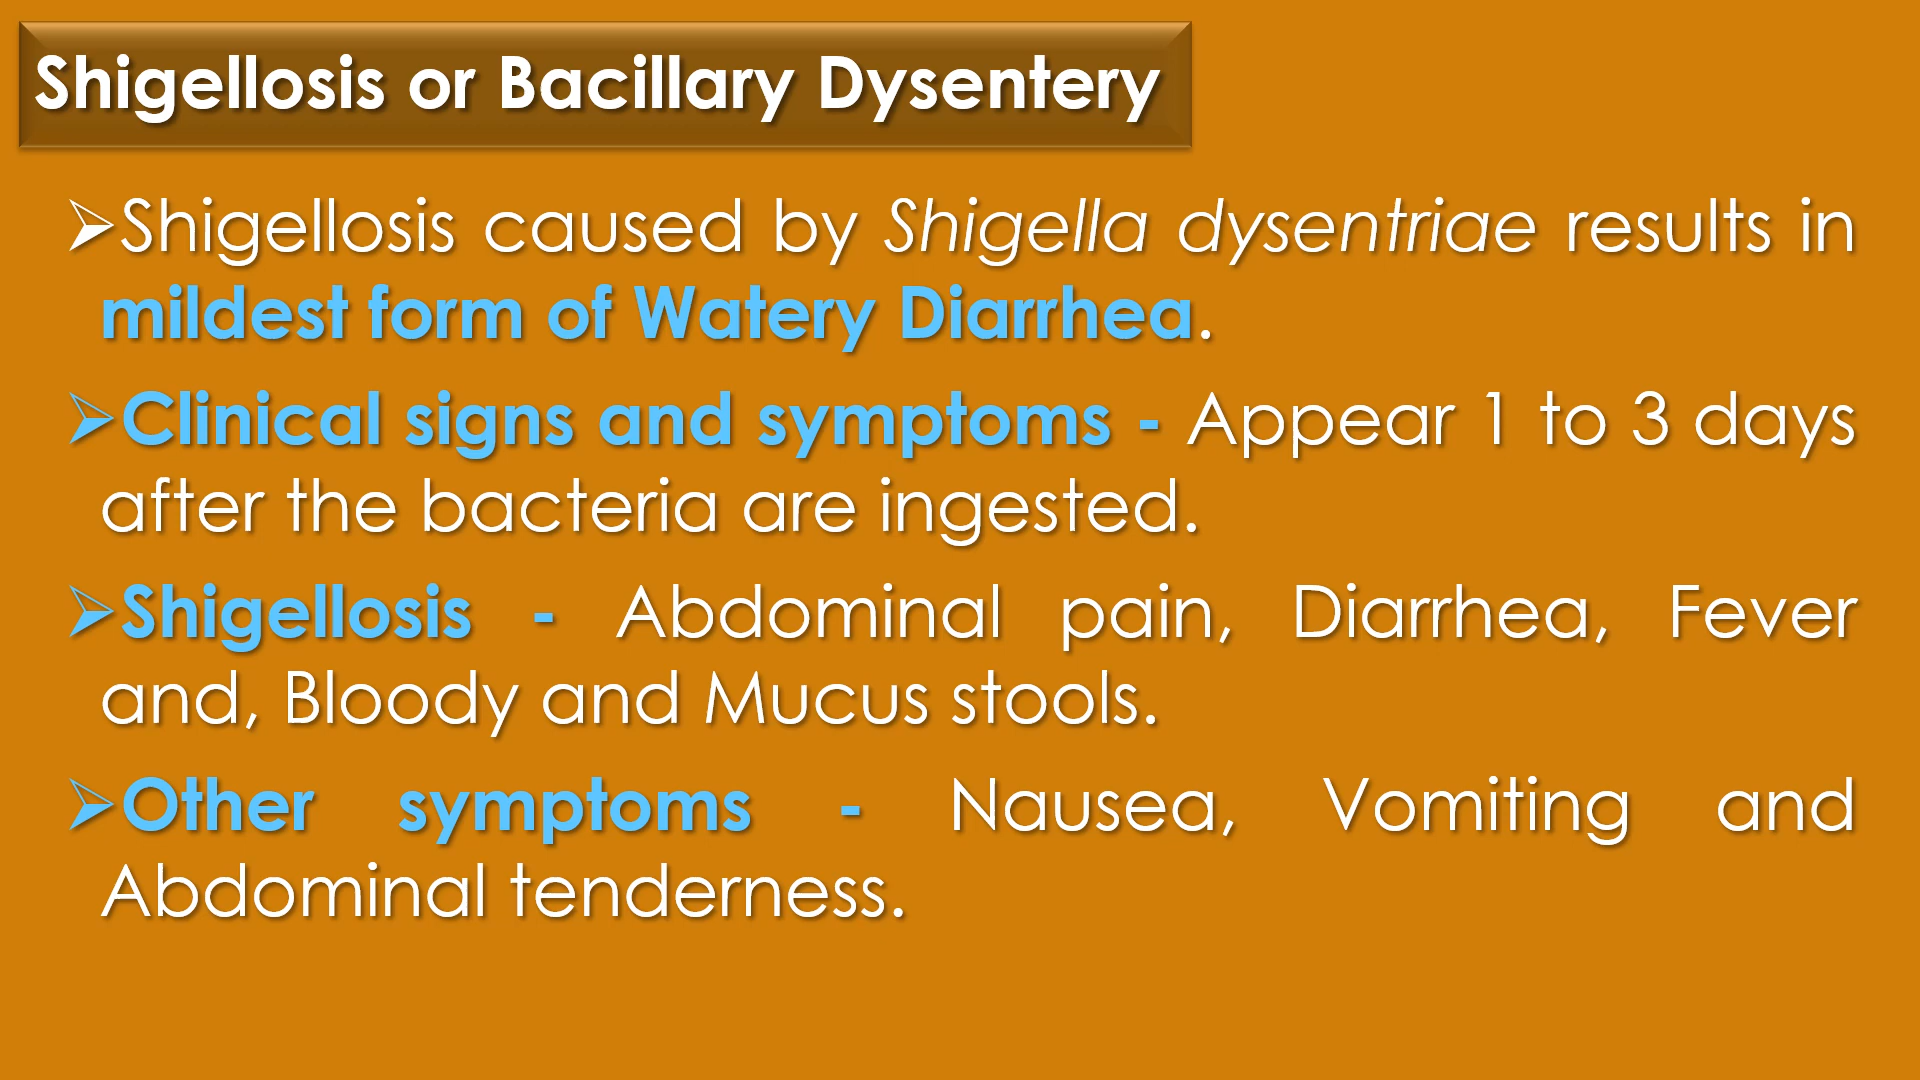 Shigellosis or Bacillary Dysentery
➢Shigellosis caused by Shigella dysentriae results in
mildest form of Watery Diarrhea.
➢Clinical signs and symptoms - Appear 1 to 3 days
after the bacteria are ingested.
➢Shigellosis - Abdominal pain, Diarrhea, Fever
and, Bloody and Mucus stools.
➢Other symptoms - Nausea, Vomiting and
Abdominal tenderness.